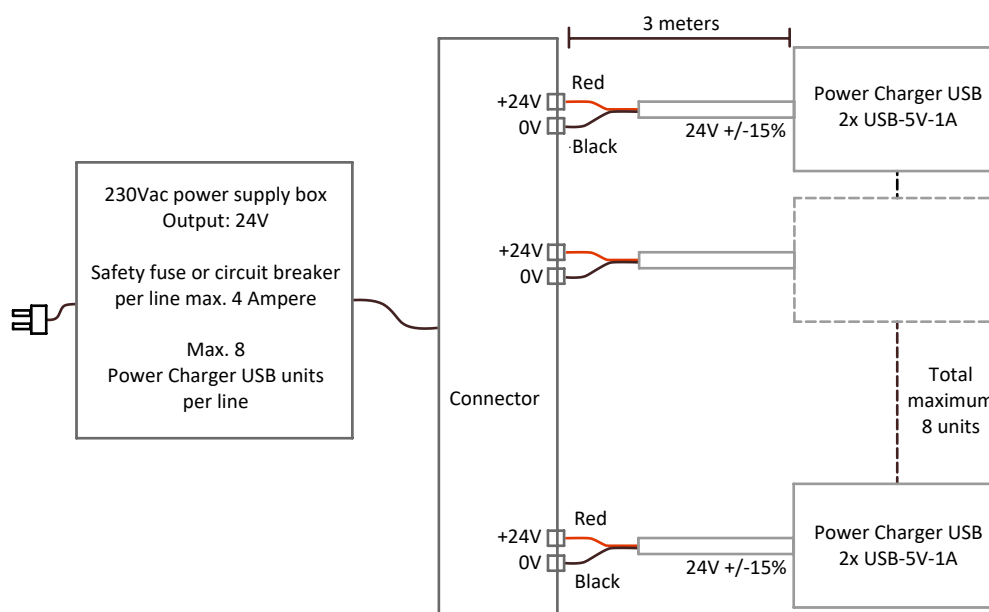 3 meters
Red
+24V
0V
Black
24V +/-15%
Power Charger USB
2x USB-5V-1A
230Vac power supply box
Output: 24V
Safety fuse or circuit breaker
per line max. 4 Ampere
Max. 8
Power Charger USB units
per line
+24V
0V
Connector
Total
maximum
8 units
Red
+24V
0V
Black
24V +/-15%
Power Charger USB
2x USB-5V-1A